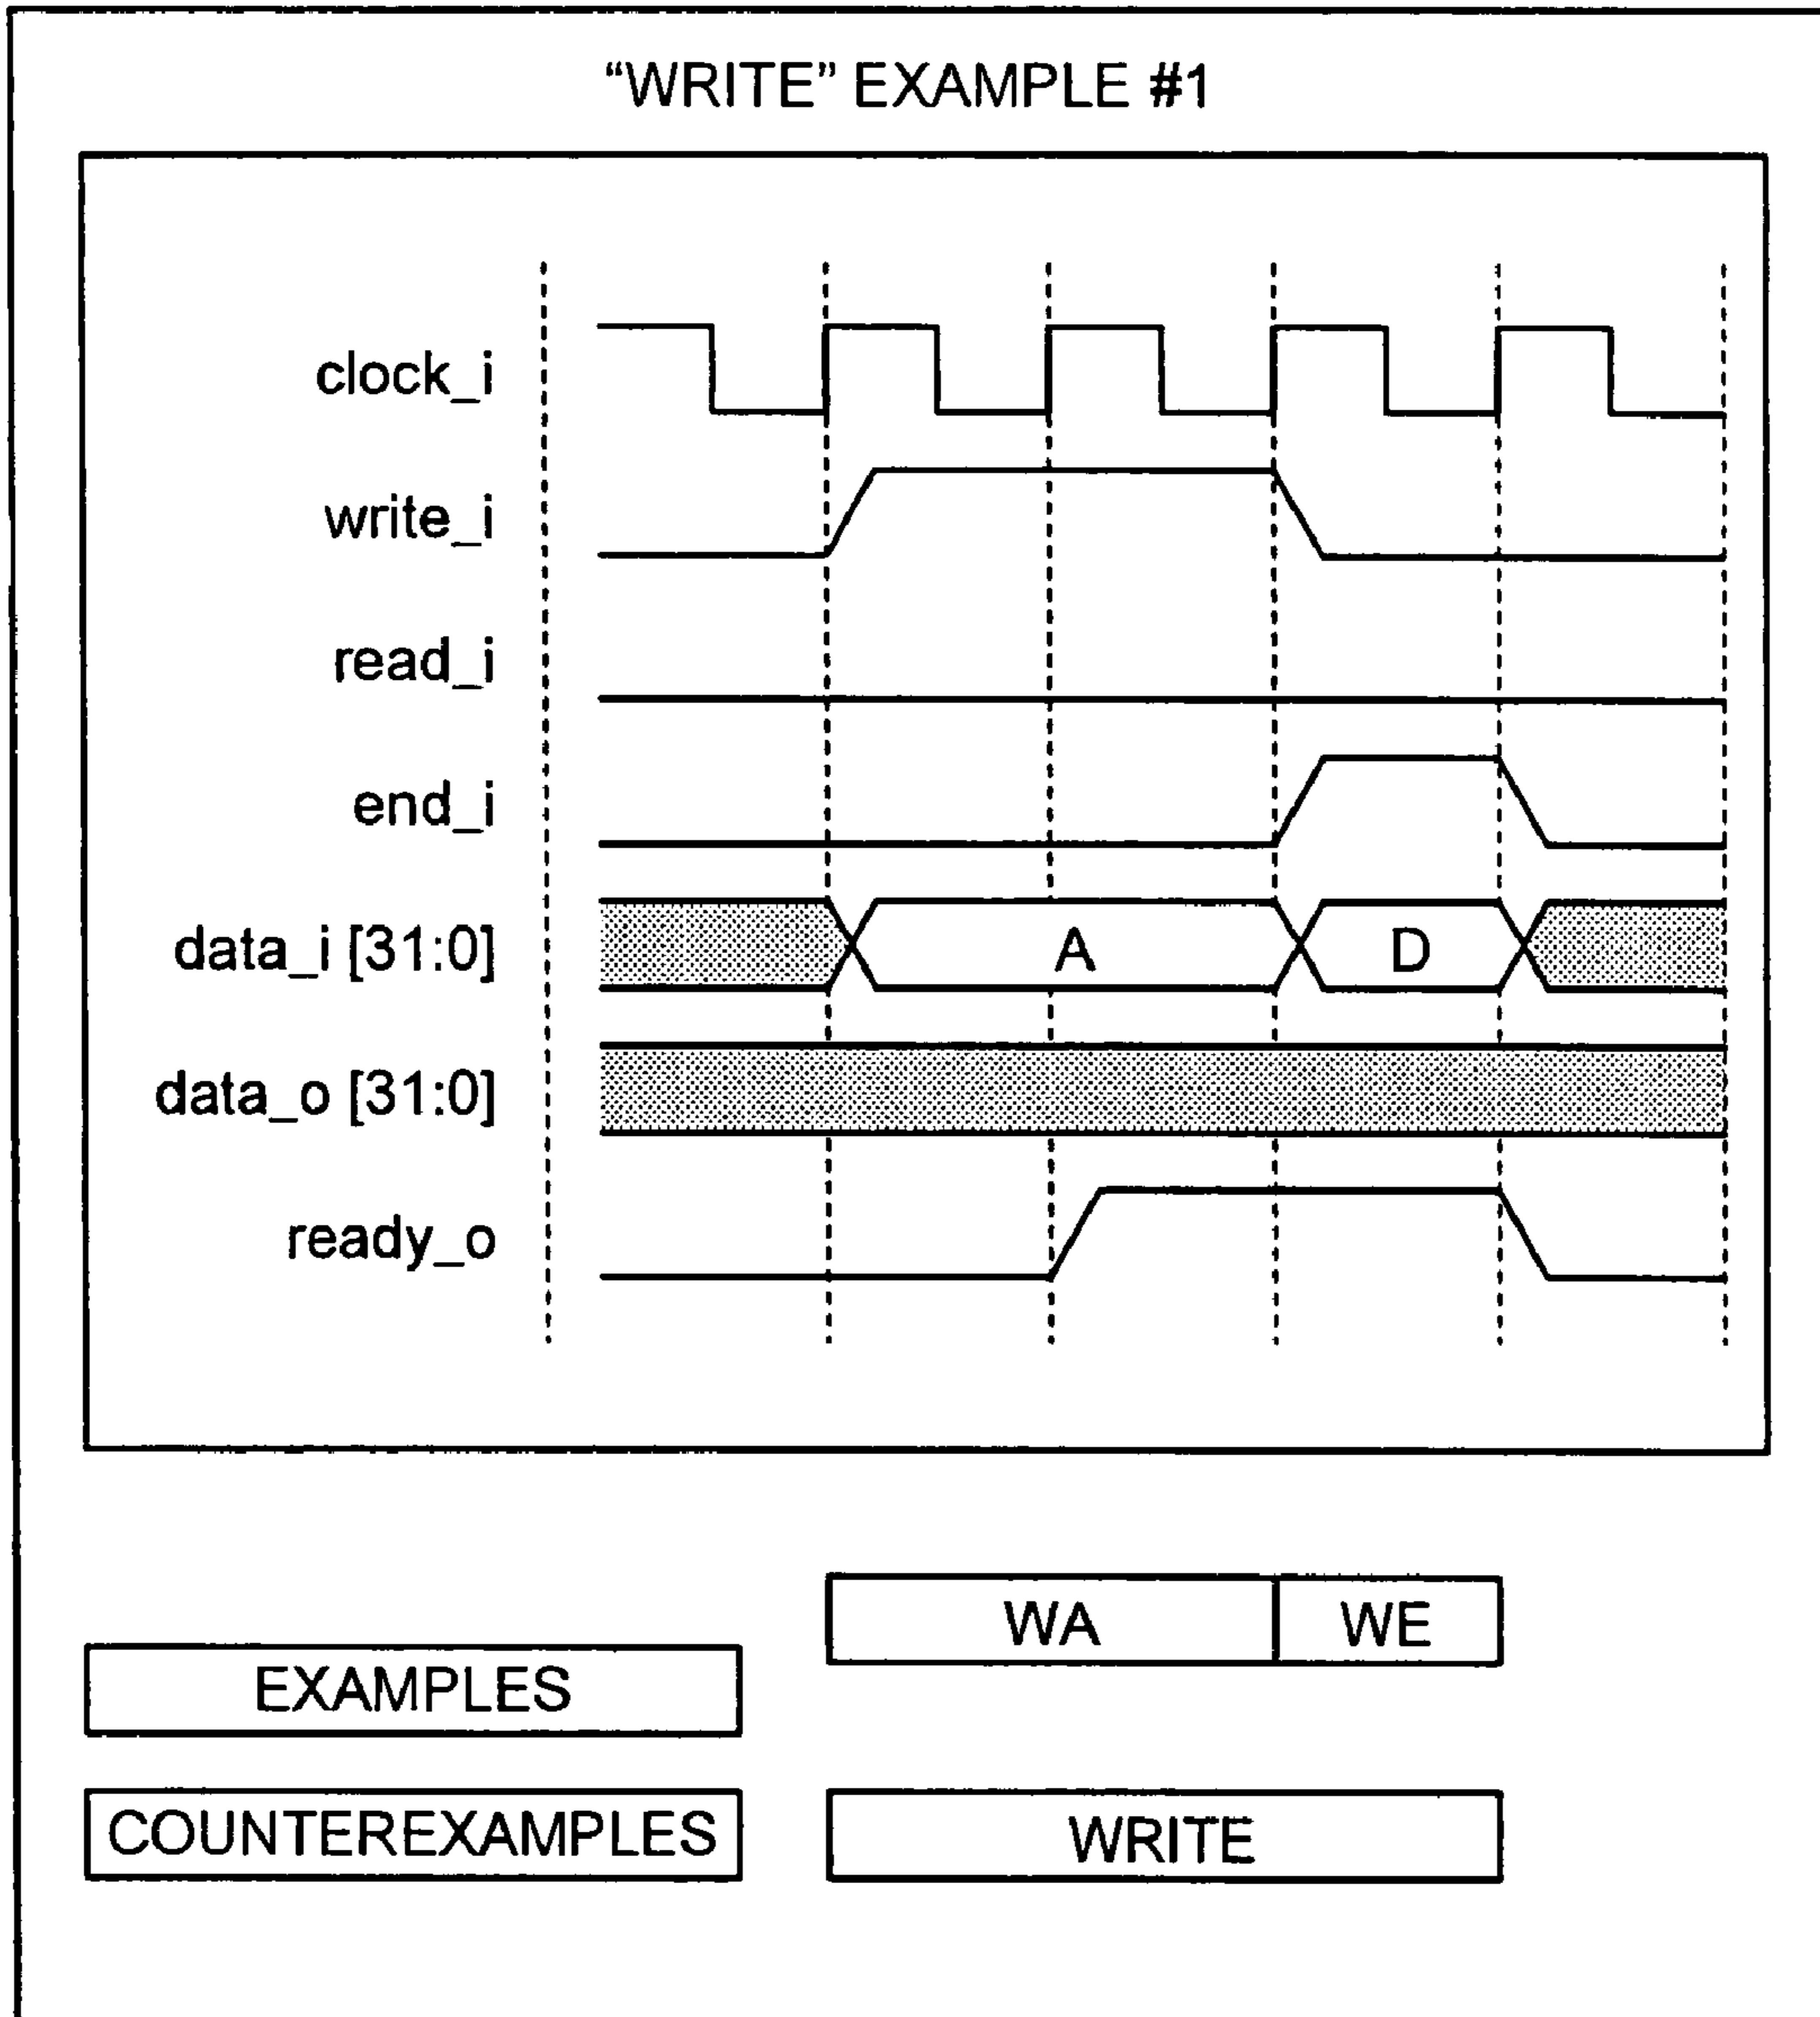 “WRITE” EXAMPLE #1
clock_i
write_i
read_i
end_i
data_i [31:0]
A
D
data_o [31:0]
ready_o
WA
WE
EXAMPLES
COUNTEREXAMPLES
WRITE